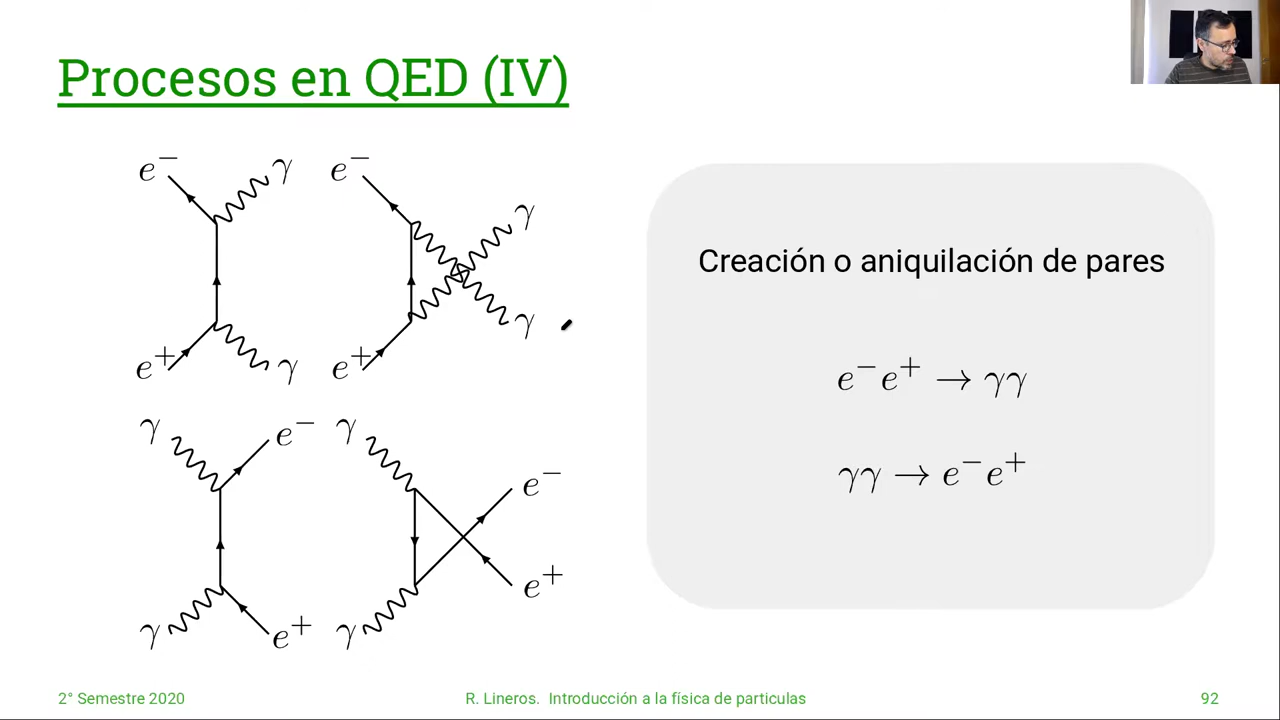 Procesos en QED (IV)
e⁻ γ e⁻ γ
e⁺ γ e⁺ γ
γ e⁻ γ e⁻
γ e⁺ γ e⁺
Creación o aniquilación de pares
e⁻e⁺ → γγ
γγ → e⁻e⁺
2° Semestre 2020
R. Lineros. Introducción a la física de particulas
92